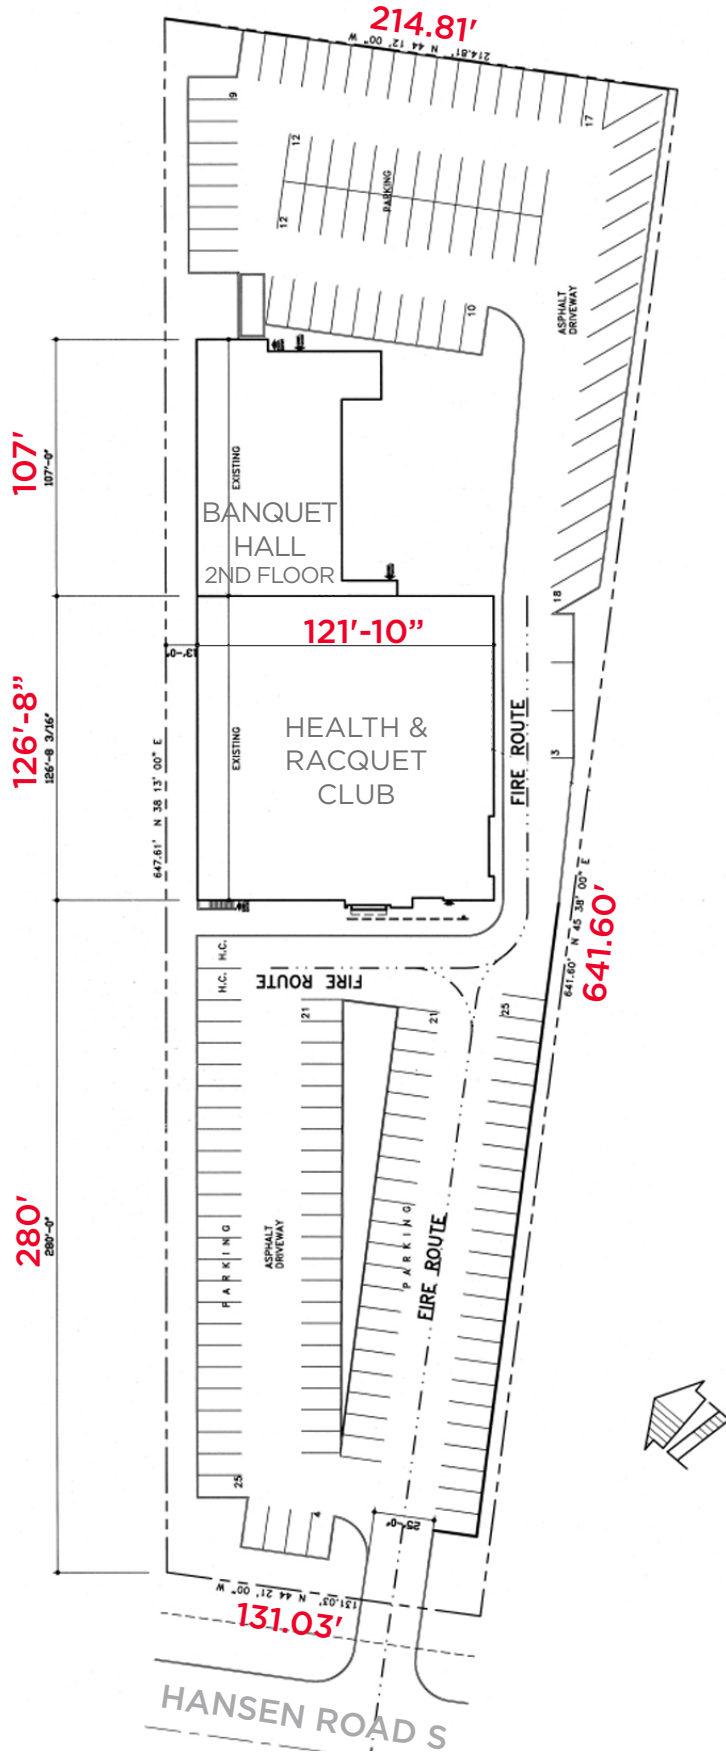 214.81'
214.81' N 44 12' 00" W
9
17
12
PARKING
12
10
ASPHALT
DRIVEWAY
107'
107'-0"
EXISTING
BANQUET
HALL
2ND FLOOR
18
121'-10”
13'-0"
126'-8”
126'-8 3/16"
EXISTING
HEALTH &
RACQUET
CLUB
FIRE ROUTE
3
647.61' N 38 13' 00" E
641.60' N 45 38' 00" E
641.60'
H.C.
H.C.
FIRE ROUTE
21
21
25
280'
280'-0"
PARKING
ASPHALT
DRIVEWAY
PARKING
FIRE ROUTE
25
4
25'-0"
131.03' N 44 21' 00" W
131.03'
HANSEN ROAD S